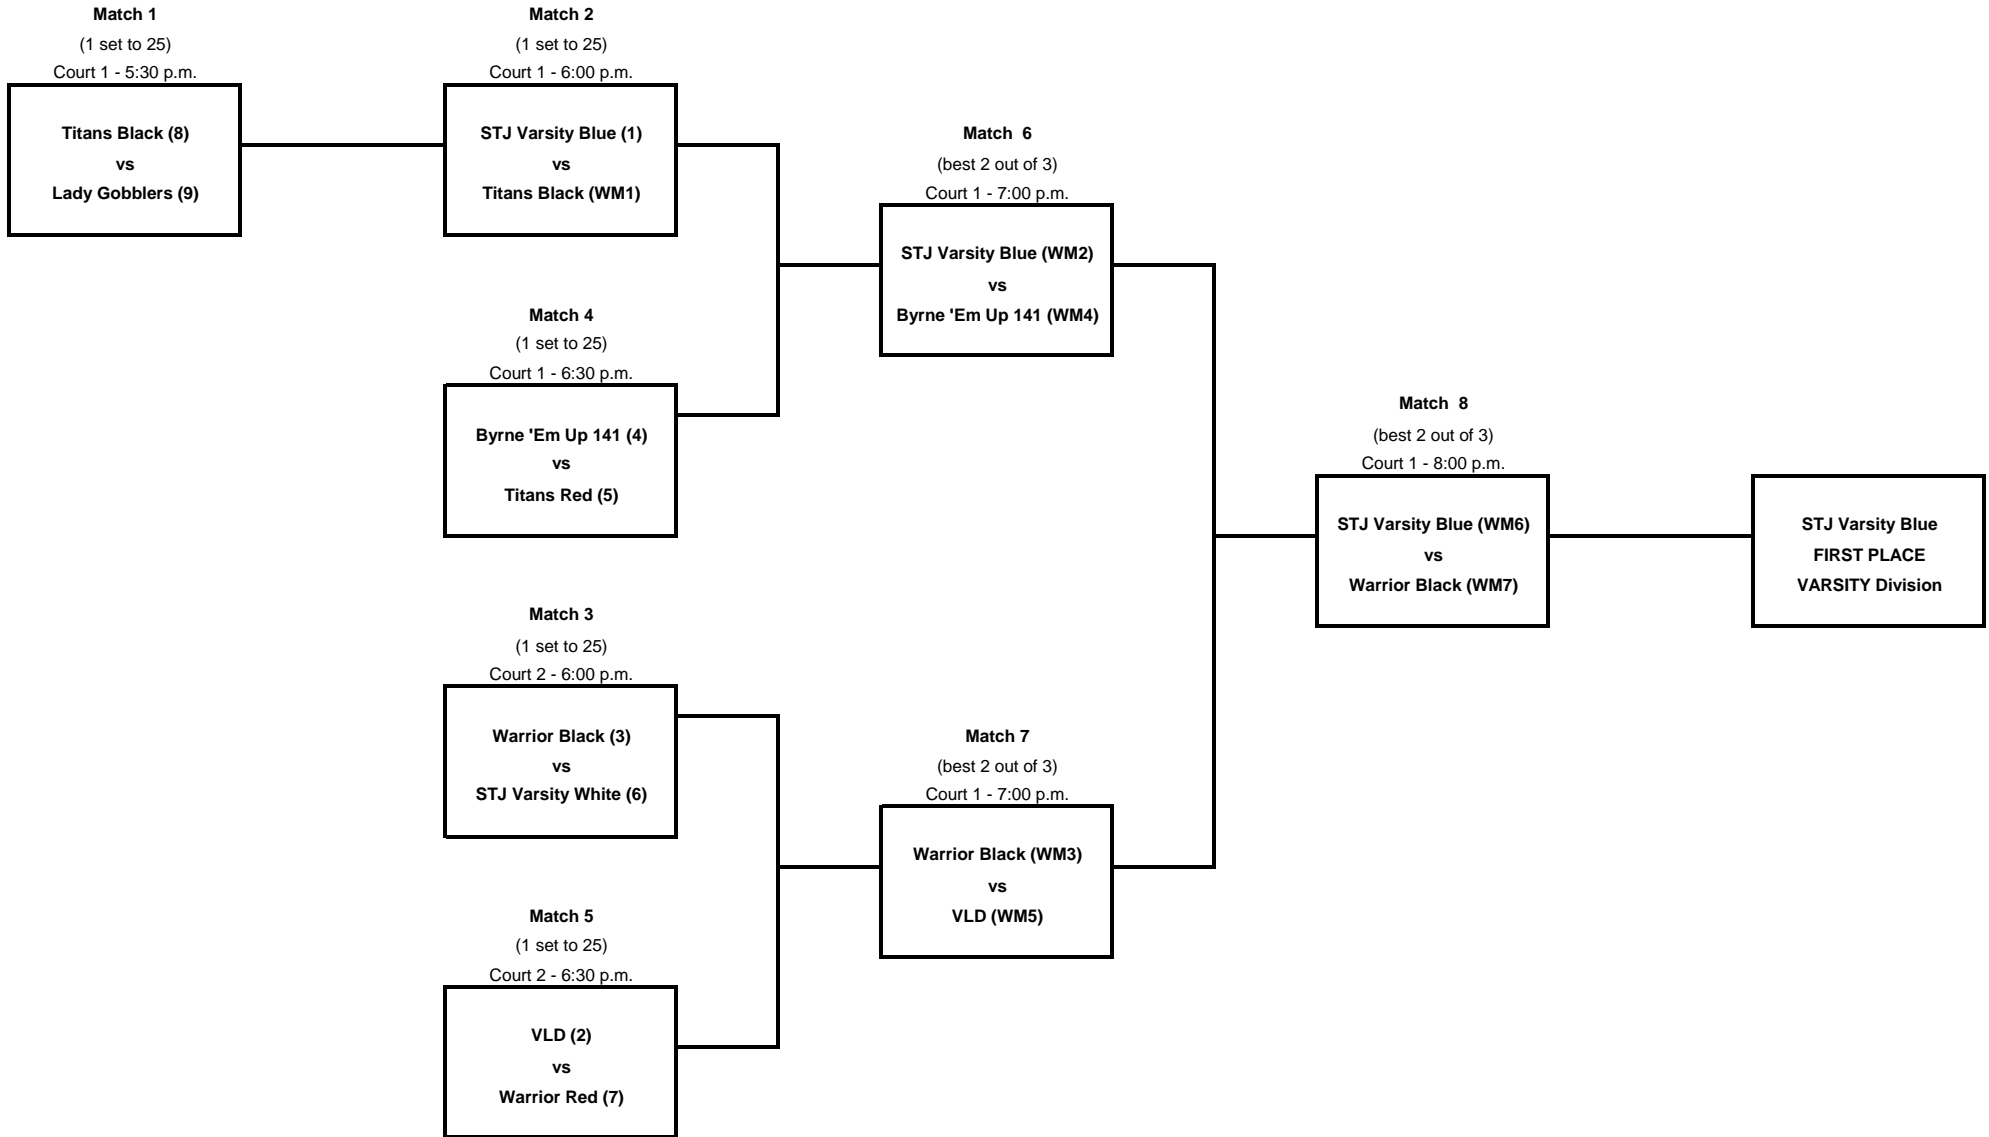 Match 1
(1 set to 25)
Court 1 - 5:30 p.m.
Titans Black (8)
vs
Lady Gobblers (9)
Match 2
(1 set to 25)
Court 1 - 6:00 p.m.
STJ Varsity Blue (1)
vs
Titans Black (WM1)
Match 4
(1 set to 25)
Court 1 - 6:30 p.m.
Byrne 'Em Up 141 (4)
vs
Titans Red (5)
Match 3
(1 set to 25)
Court 2 - 6:00 p.m.
Warrior Black (3)
vs
STJ Varsity White (6)
Match 5
(1 set to 25)
Court 2 - 6:30 p.m.
VLD (2)
vs
Warrior Red (7)
Match  6
(best 2 out of 3)
Court 1 - 7:00 p.m.
STJ Varsity Blue (WM2)
vs
Byrne 'Em Up 141 (WM4)
Match 7
(best 2 out of 3)
Court 1 - 7:00 p.m.
Warrior Black (WM3)
vs
VLD (WM5)
Match  8
(best 2 out of 3)
Court 1 - 8:00 p.m.
STJ Varsity Blue (WM6)
vs
Warrior Black (WM7)
STJ Varsity Blue
FIRST PLACE
VARSITY Division